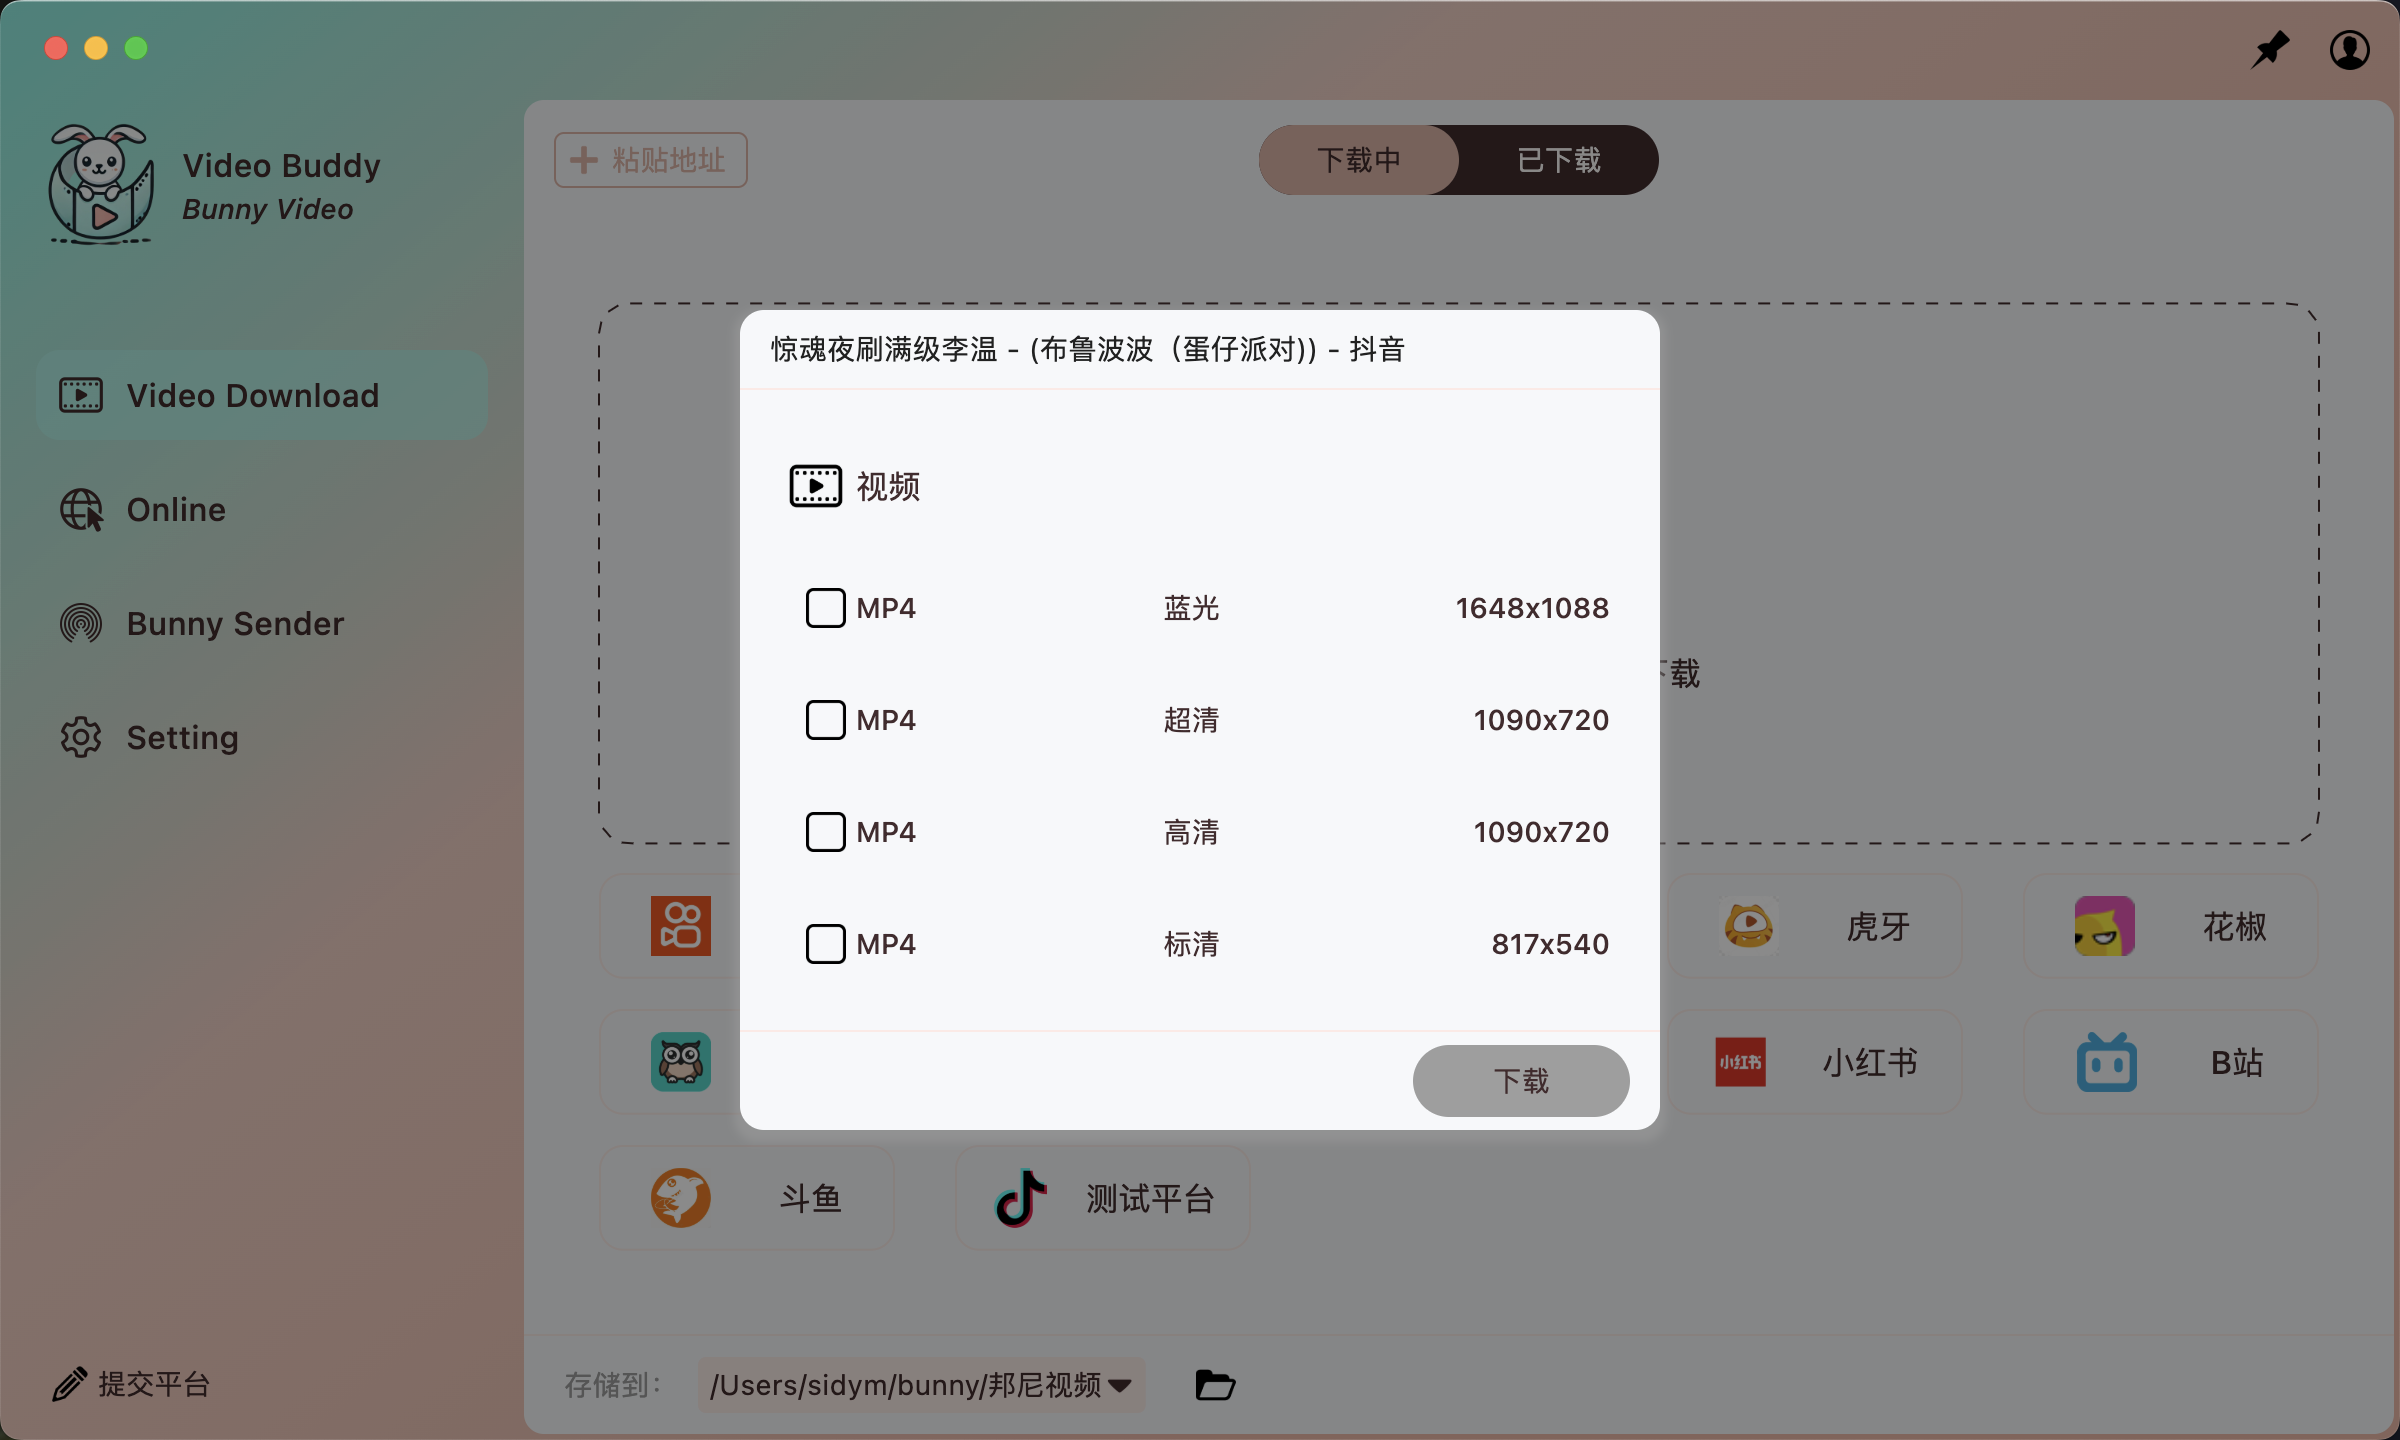 Video Buddy
Bunny Video
Video Download
Online
Bunny Sender
Setting
提交平台
粘贴地址
下载中
已下载
惊魂夜刷满级李温 - (布鲁波波（蛋仔派对)) - 抖音
视频
MP4 蓝光 1648x1088
MP4 超清 1090x720
MP4 高清 1090x720
MP4 标清 817x540
下载
载
虎牙
花椒
小红书
小红书
B站
斗鱼
测试平台
存储到：
/Users/sidym/bunny/邦尼视频